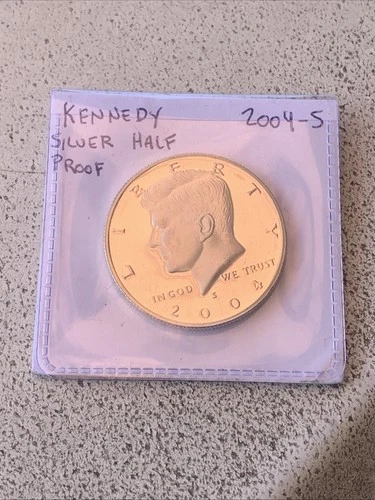 KENNEDY 2004-S
SILVER HALF
PROOF
LIBERTY
IN GOD WE TRUST
S
200